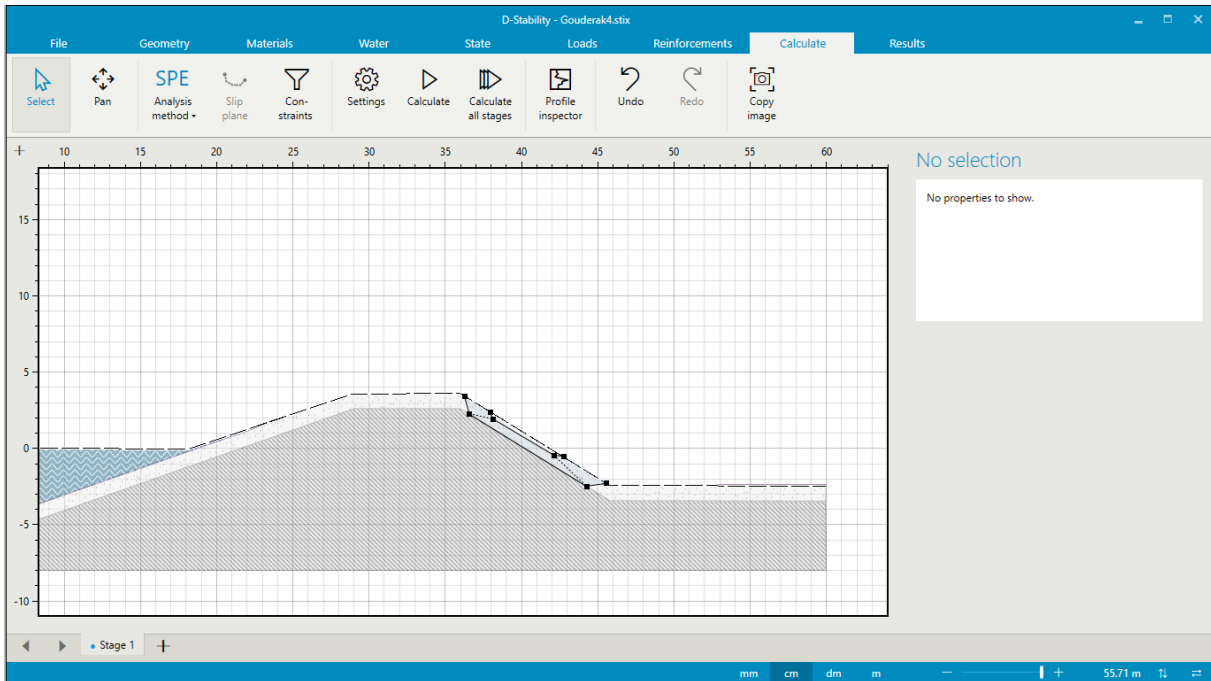 D-Stability - Gouderak4.stix
File Geometry Materials Water State Loads Reinforcements Calculate Results
Select
Pan
SPE
Analysis
method
Slip
plane
Con-
straints
Settings
Calculate
Calculate
all stages
Profile
inspector
Undo
Redo
Copy
image
10 15 20 25 30 35 40 45 50 55 60
15
10
5
0
-5
-10
No selection
No properties to show.
Stage 1
mm cm dm m 55.71 m